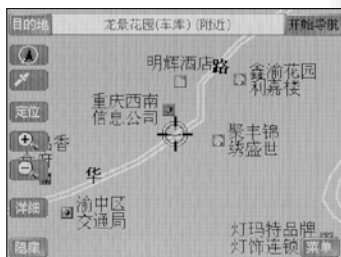 目的地
龙景花园(车库)(附近)
开始导航
明辉酒店
路
鑫渝花园
利嘉楼
重庆西南
信息公司
定位
聚丰锦
绣盛世
昌香
华
详细
渝中区
交通局
灯玛特品牌
灯饰连锁
隐藏
菜单